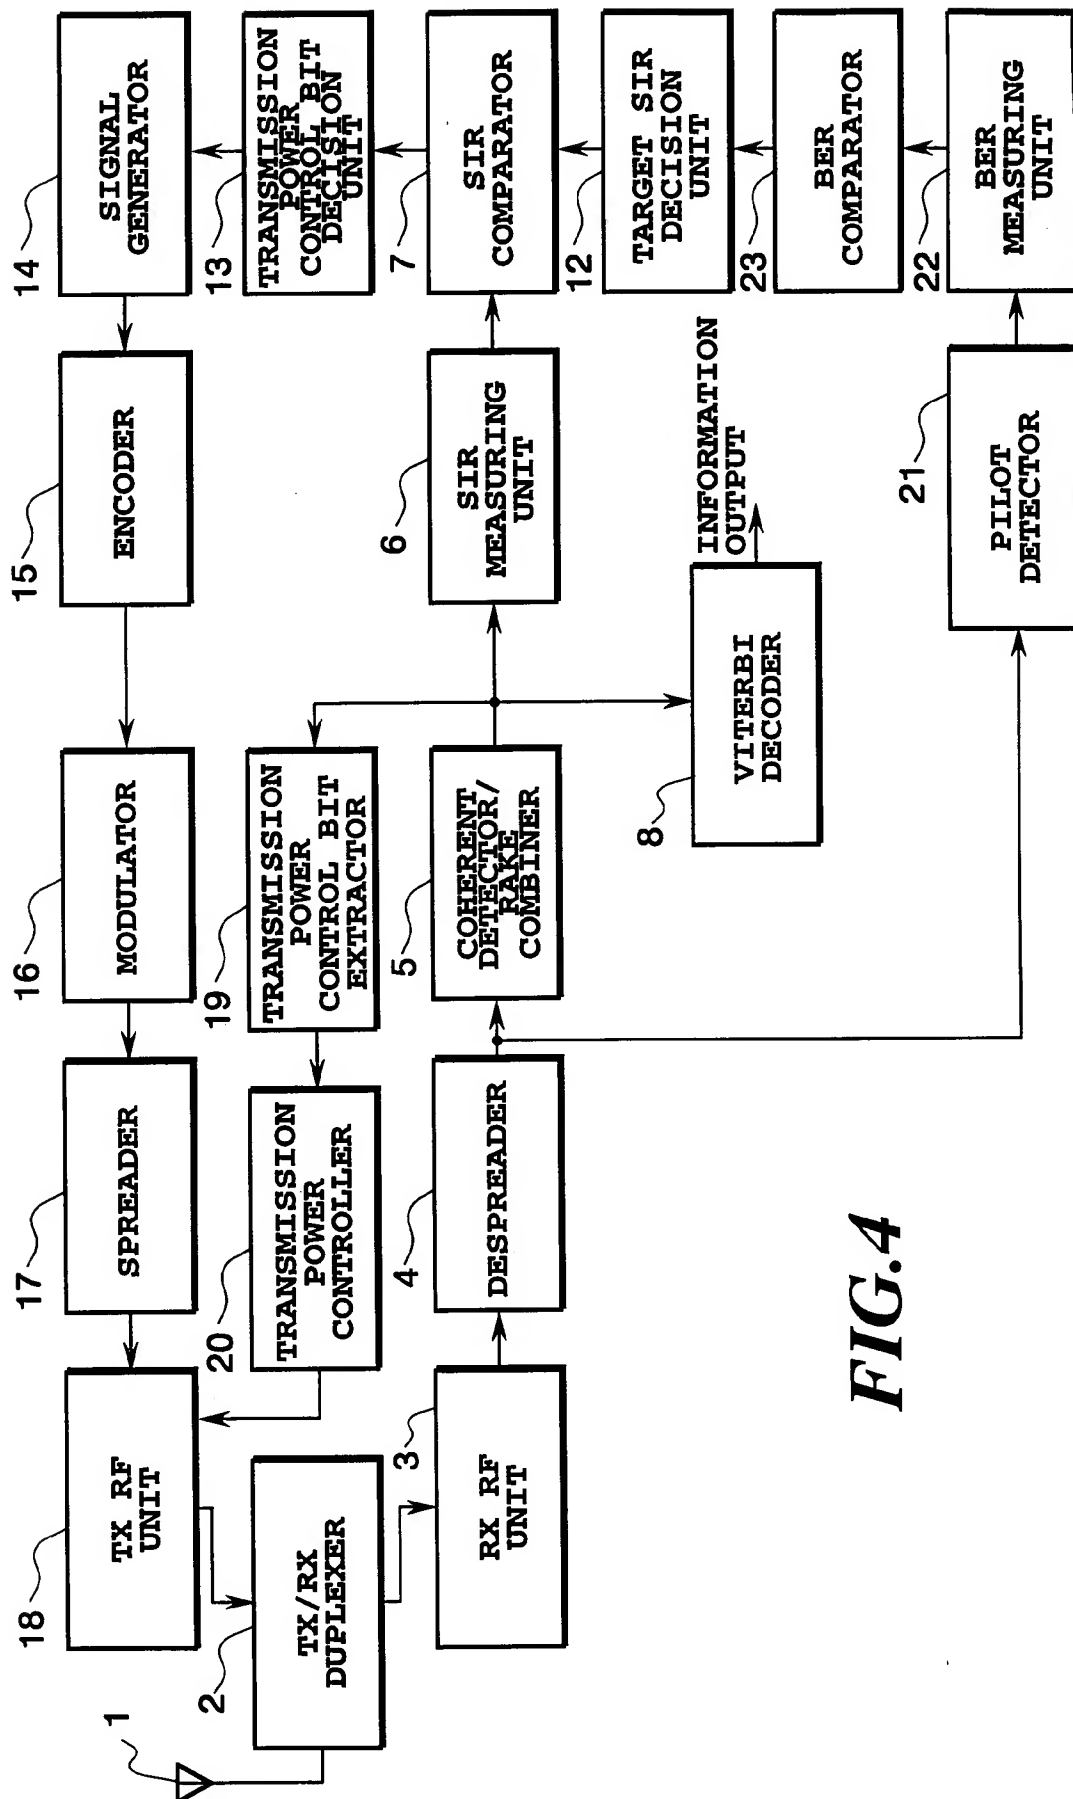 1
2
TX/RX
DUPLEXER
18
TX RF
UNIT
17
SPREADER
16
MODULATOR
15
ENCODER
14
SIGNAL
GENERATOR
20
TRANSMISSION
POWER
CONTROLLER
19
TRANSMISSION
POWER
CONTROL BIT
EXTRACTOR
13
TRANSMISSION
POWER
CONTROL BIT
DECISION
UNIT
3
RX RF
UNIT
4
DESPREADER
5
COHERENT
DETECTOR/
RAKE
COMBINER
6
SIR
MEASURING
UNIT
7
SIR
COMPARATOR
12
TARGET SIR
DECISION
UNIT
8
VITERBI
DECODER
INFORMATION
OUTPUT
23
BER
COMPARATOR
21
PILOT
DETECTOR
22
BER
MEASURING
UNIT
FIG.4